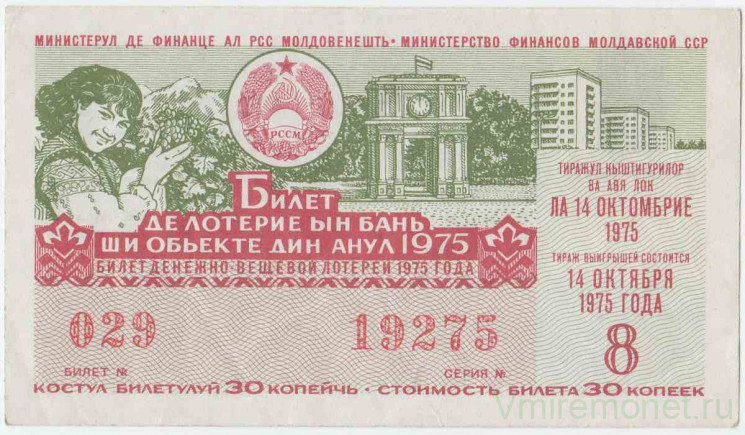 МИНИСТЕРУЛ ДЕ ФИНАНЦЕ АЛ РСС МОЛДОВЕНЕШТЬ • МИНИСТЕРСТВО ФИНАНСОВ МОЛДАВСКОЙ ССР
РССМ
БИЛЕТ
ДЕ ЛОТЕРИЕ ЫН БАНЬ
ШИ ОБЬЕКТЕ ДИН АНУЛ 1975
БИЛЕТ ДЕНЕЖНО-ВЕЩЕВОЙ ЛОТЕРЕИ 1975 ГОДА
ТИРАЖУЛ КЫШТИГУРИЛОР
ВА АВЯ ЛОК
ЛА 14 ОКТОМБРИЕ
1975
ТИРАЖ ВЫИГРЫШЕЙ СОСТОИТСЯ
14 ОКТЯБРЯ
1975 ГОДА
8
029 19275
БИЛЕТ № СЕРИЯ №
КОСТУЛ БИЛЕТУЛУЙ 30 КОПЕЙЧЬ • СТОИМОСТЬ БИЛЕТА 30 КОПЕЕК
vmiremonet.ru